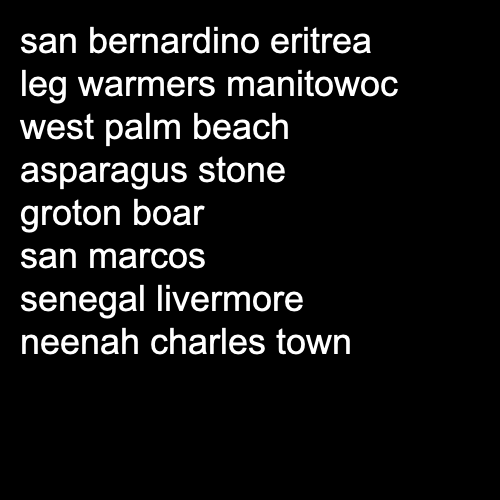 san bernardino eritrea
leg warmers manitowoc
west palm beach
asparagus stone
groton boar
san marcos
senegal livermore
neenah charles town